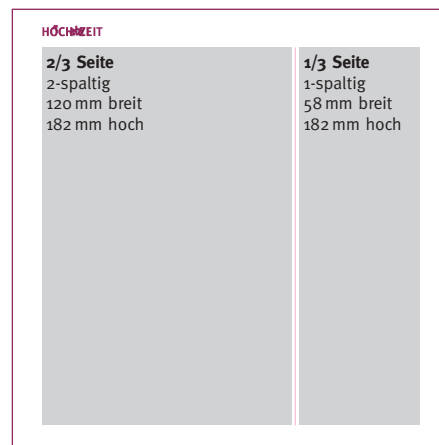 2/3 Seite
2-spaltig
120 mm breit
182 mm hoch
1/3 Seite
1-spaltig
58 mm breit
182 mm hoch